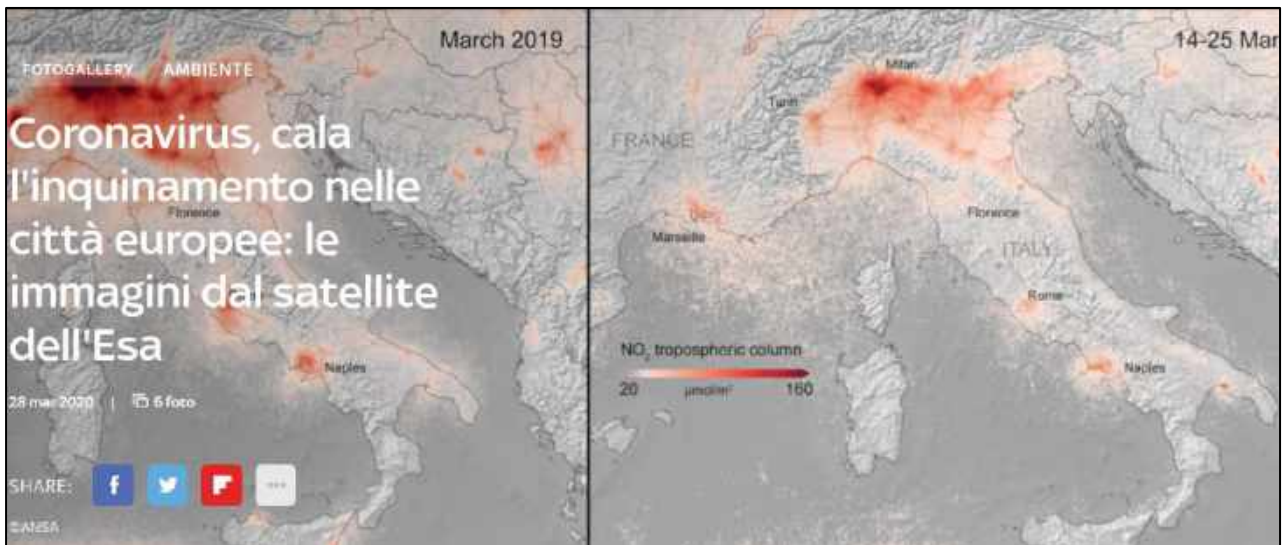 March 2019
FOTOGALLERY AMBIENTE
Coronavirus, cala
l'inquinamento nelle
città europee: le
immagini dal satellite
dell'Esa
Florence
Naples
28 mar 2020 | 6 foto
SHARE:
©ANSA
14-25 Mar
Milan
Turin
FRANCE
Marseille
Florence
ITALY
Rome
Naples
NO₂ tropospheric column
20 µmol/m² 160